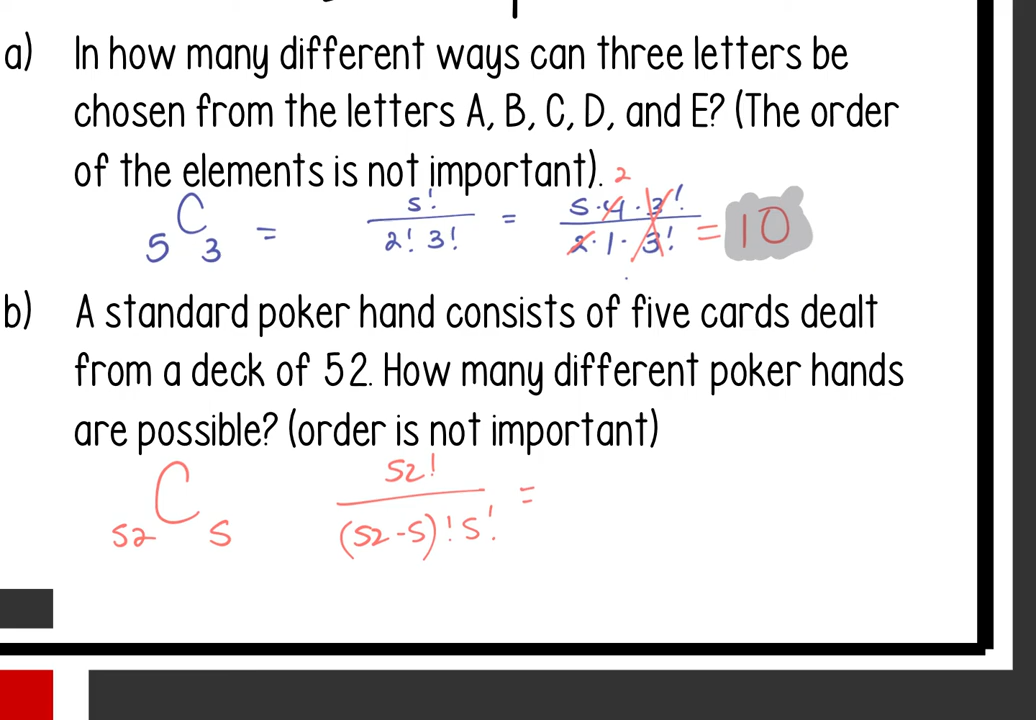 a) In how many different ways can three letters be
chosen from the letters A, B, C, D, and E? (The order
of the elements is not important).
2
₅C₃ = 5! / 2! 3! = 5·4·3! / 2·1·3! = 10
b) A standard poker hand consists of five cards dealt
from a deck of 52. How many different poker hands
are possible? (order is not important)
₅₂C₅ 52! / (52-5)! 5! =